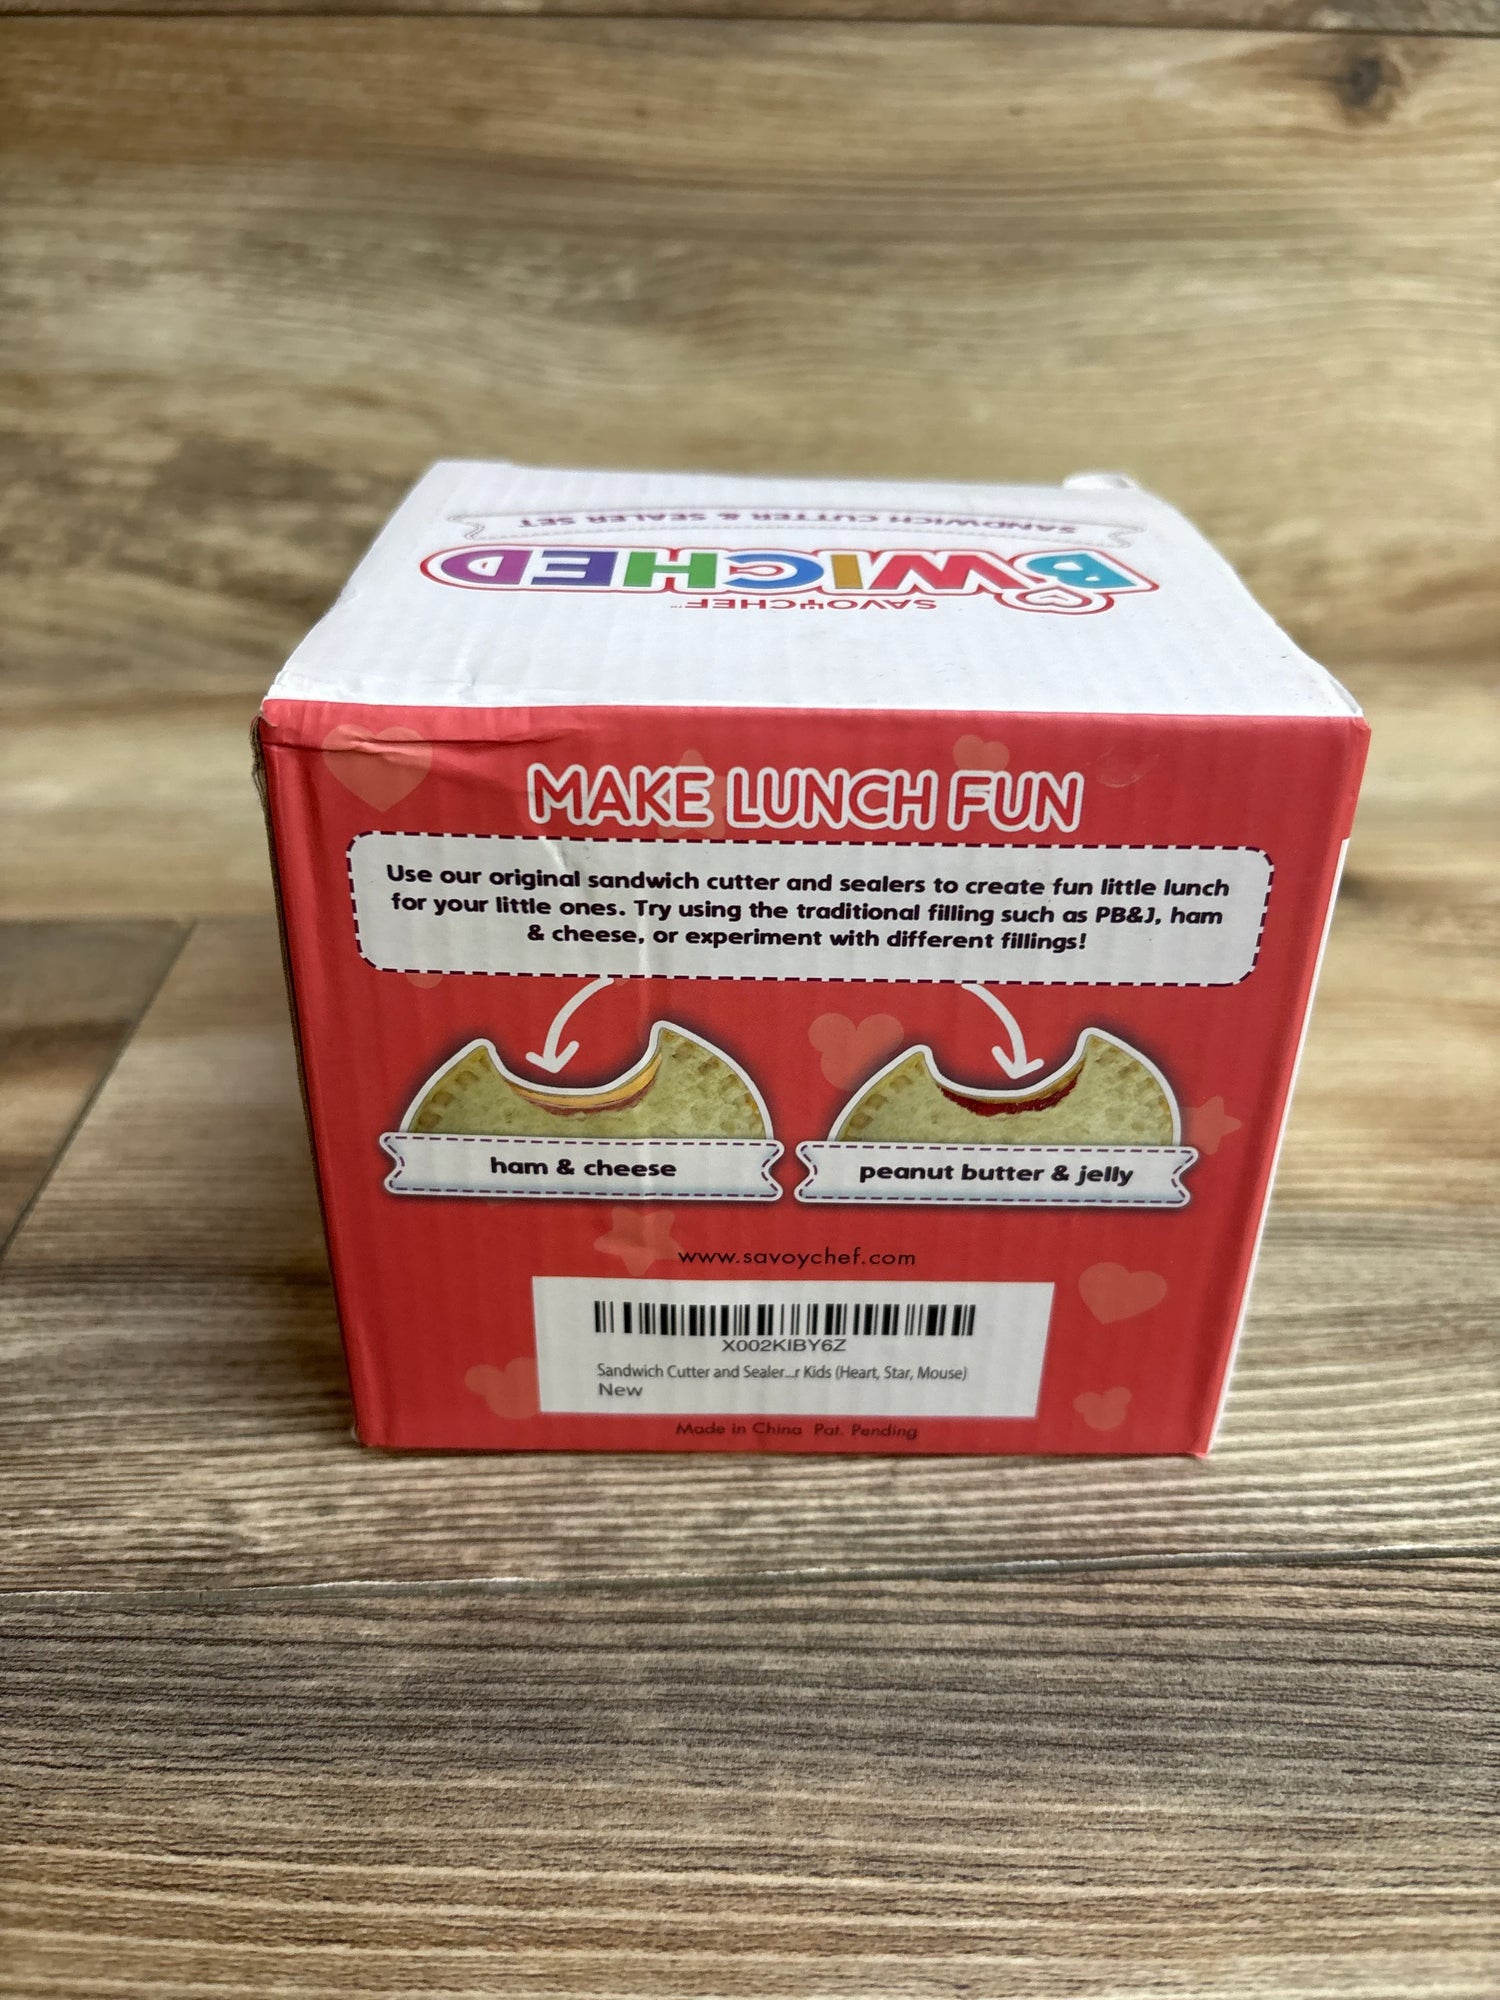 SANDWICH CUTTER & SEALER SET
BWICHED
SAVOYCHEF™
MAKE LUNCH FUN
Use our original sandwich cutter and sealers to create fun little lunch
for your little ones. Try using the traditional filling such as PB&J, ham
& cheese, or experiment with different fillings!
ham & cheese
peanut butter & jelly
www.savoychef.com
X002KIBY6Z
Sandwich Cutter and Sealer...r Kids (Heart, Star, Mouse)
New
Made in China Pat. Pending